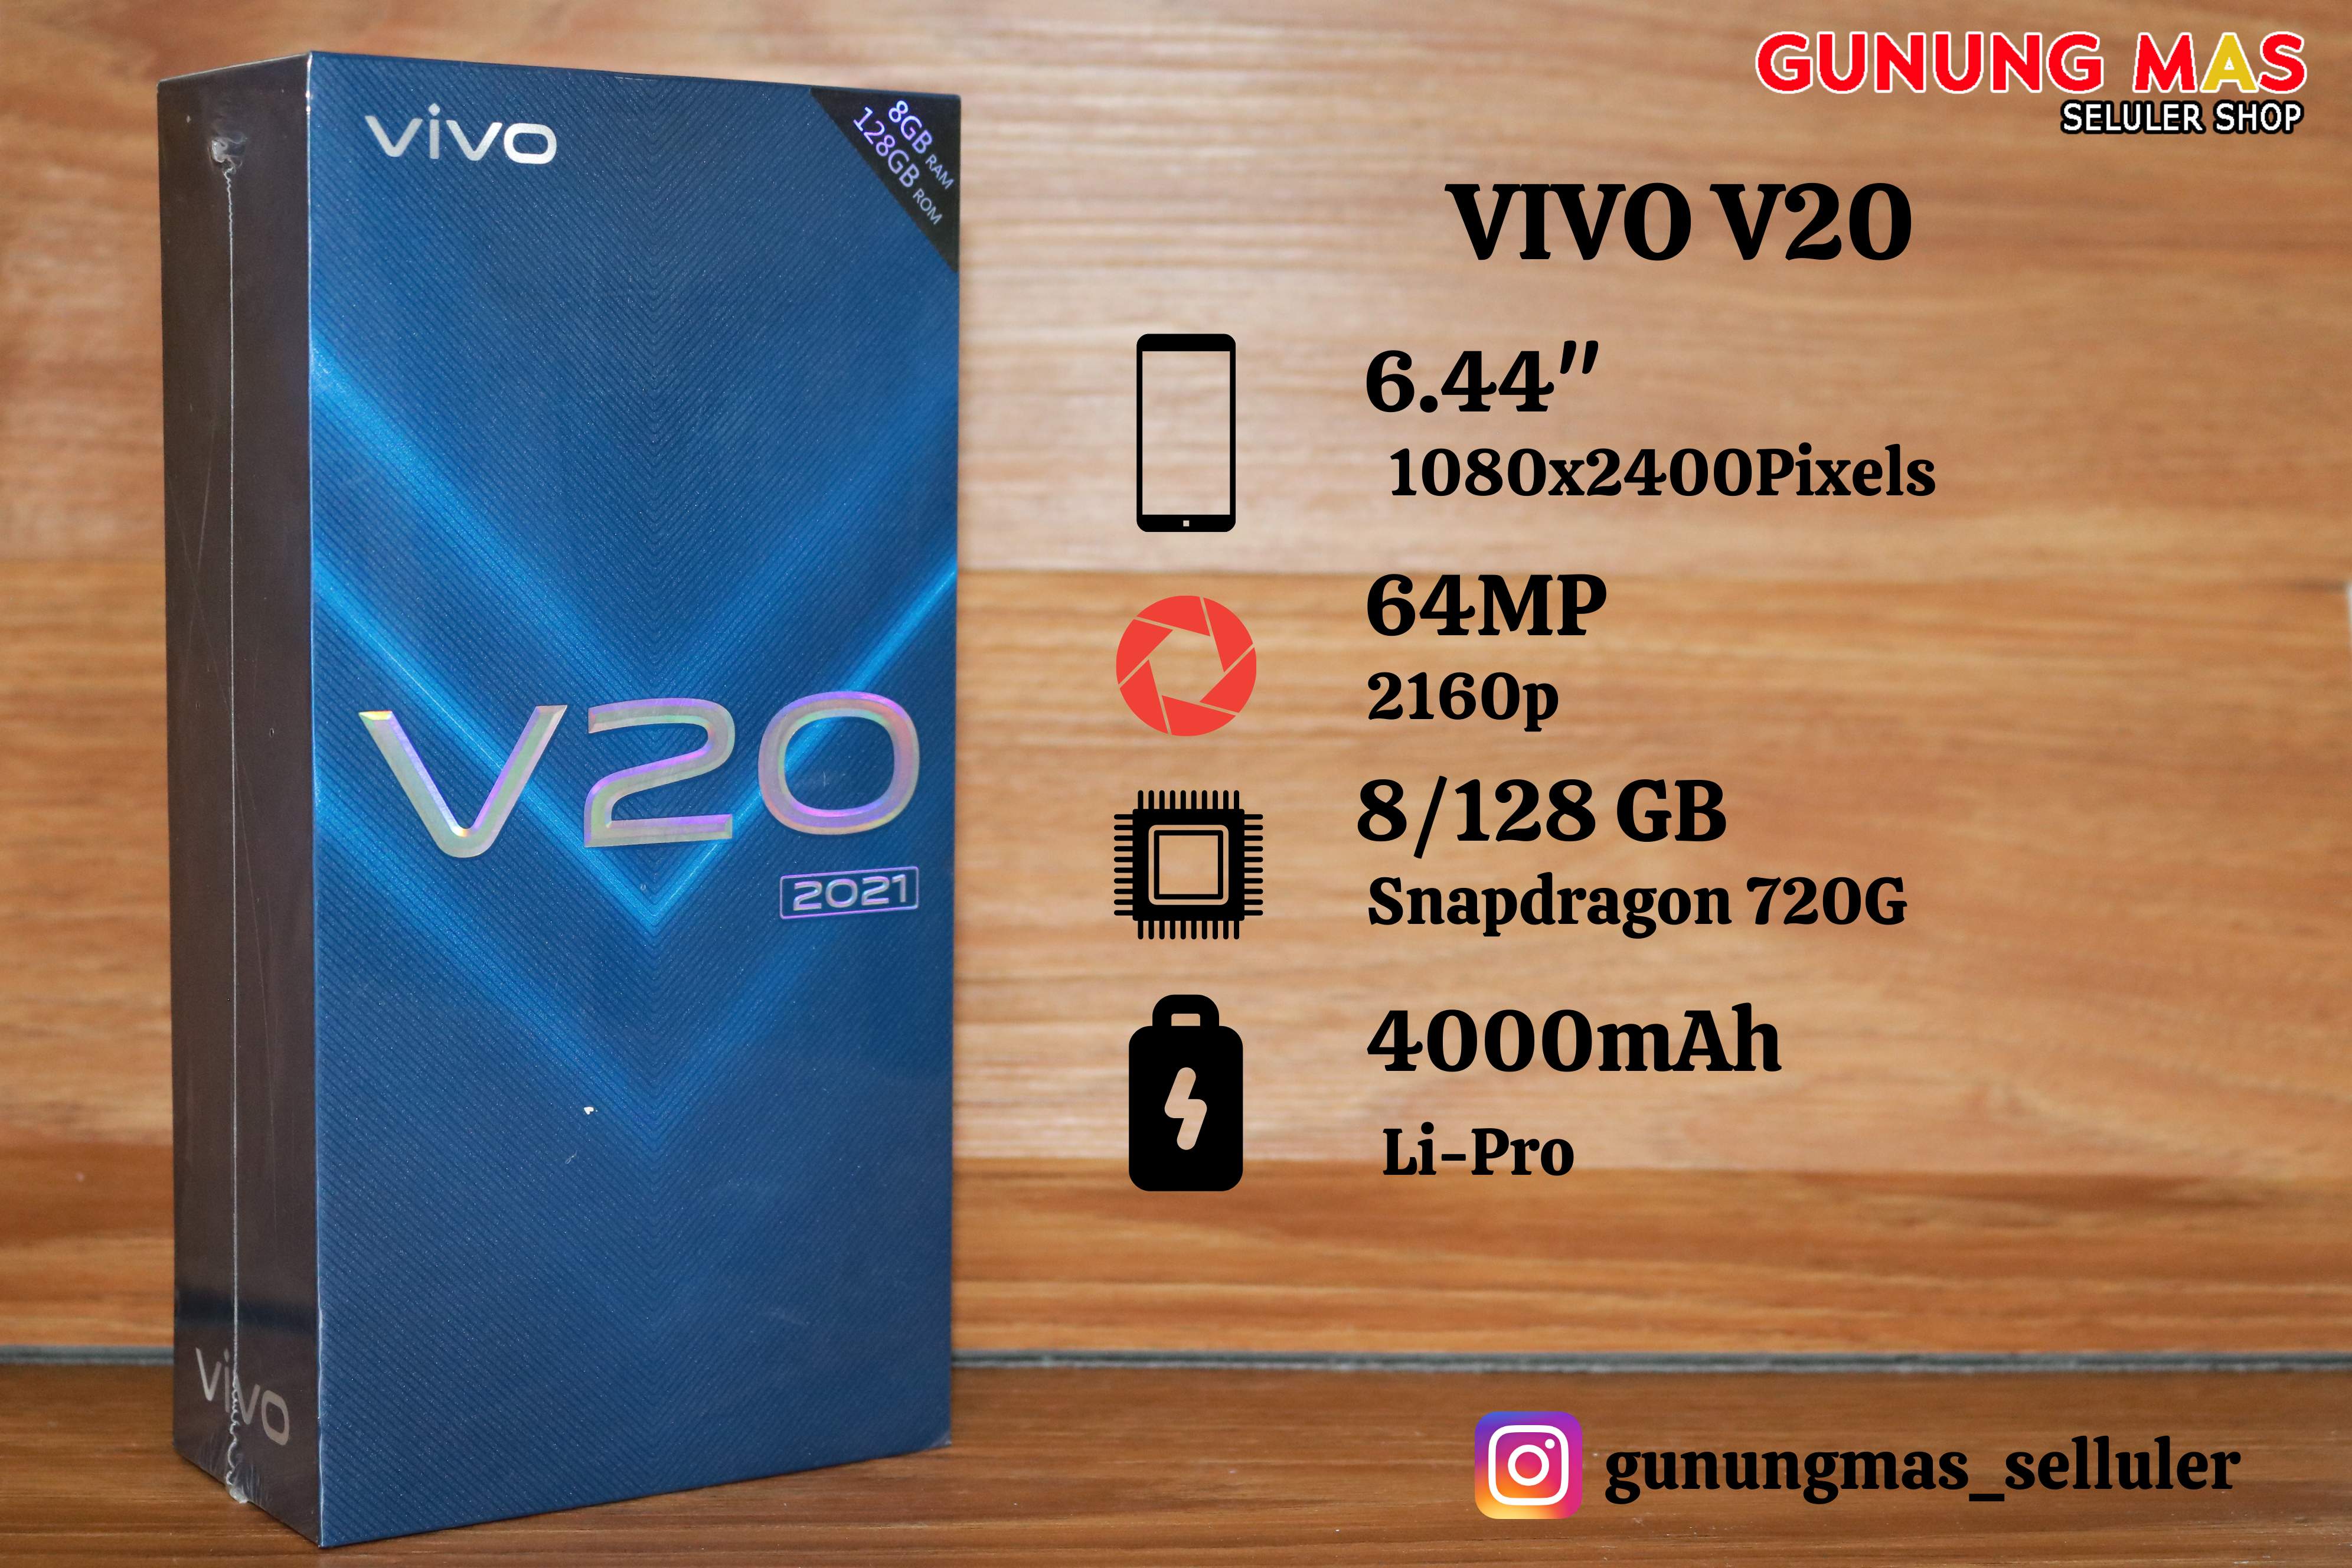 GUNUNG MAS
SELULER SHOP
vivo
8GB RAM
128GB ROM
V20
2021
vivo
VIVO V20
6.44"
1080x2400Pixels
64MP
2160p
8/128 GB
Snapdragon 720G
4000mAh
Li-Pro
gunungmas_selluler